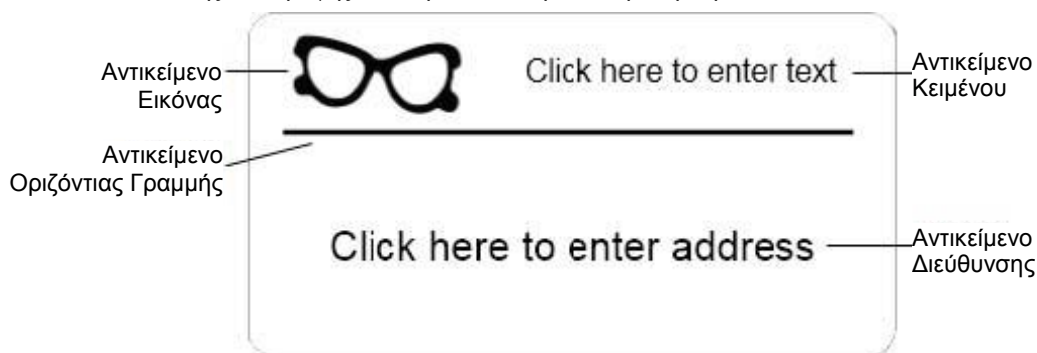 Αντικείμενο
Εικόνας
Click here to enter text
Αντικείμενο
Κειμένου
Αντικείμενο
Οριζόντιας Γραμμής
Click here to enter address
Αντικείμενο
Διεύθυνσης